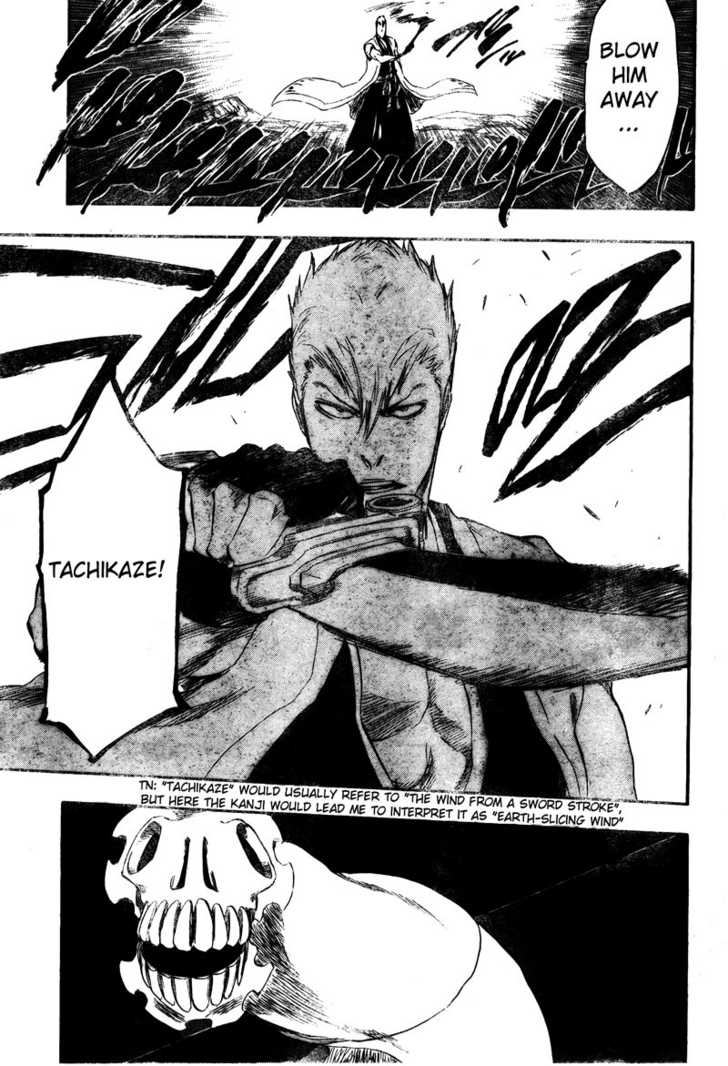 BLOW
HIM
AWAY
...
TACHIKAZE!
TN: "TACHIKAZE" WOULD USUALLY REFER TO "THE WIND FROM A SWORD STROKE",
BUT HERE THE KANJI WOULD LEAD ME TO INTERPRET IT AS "EARTH-SLICING WIND"